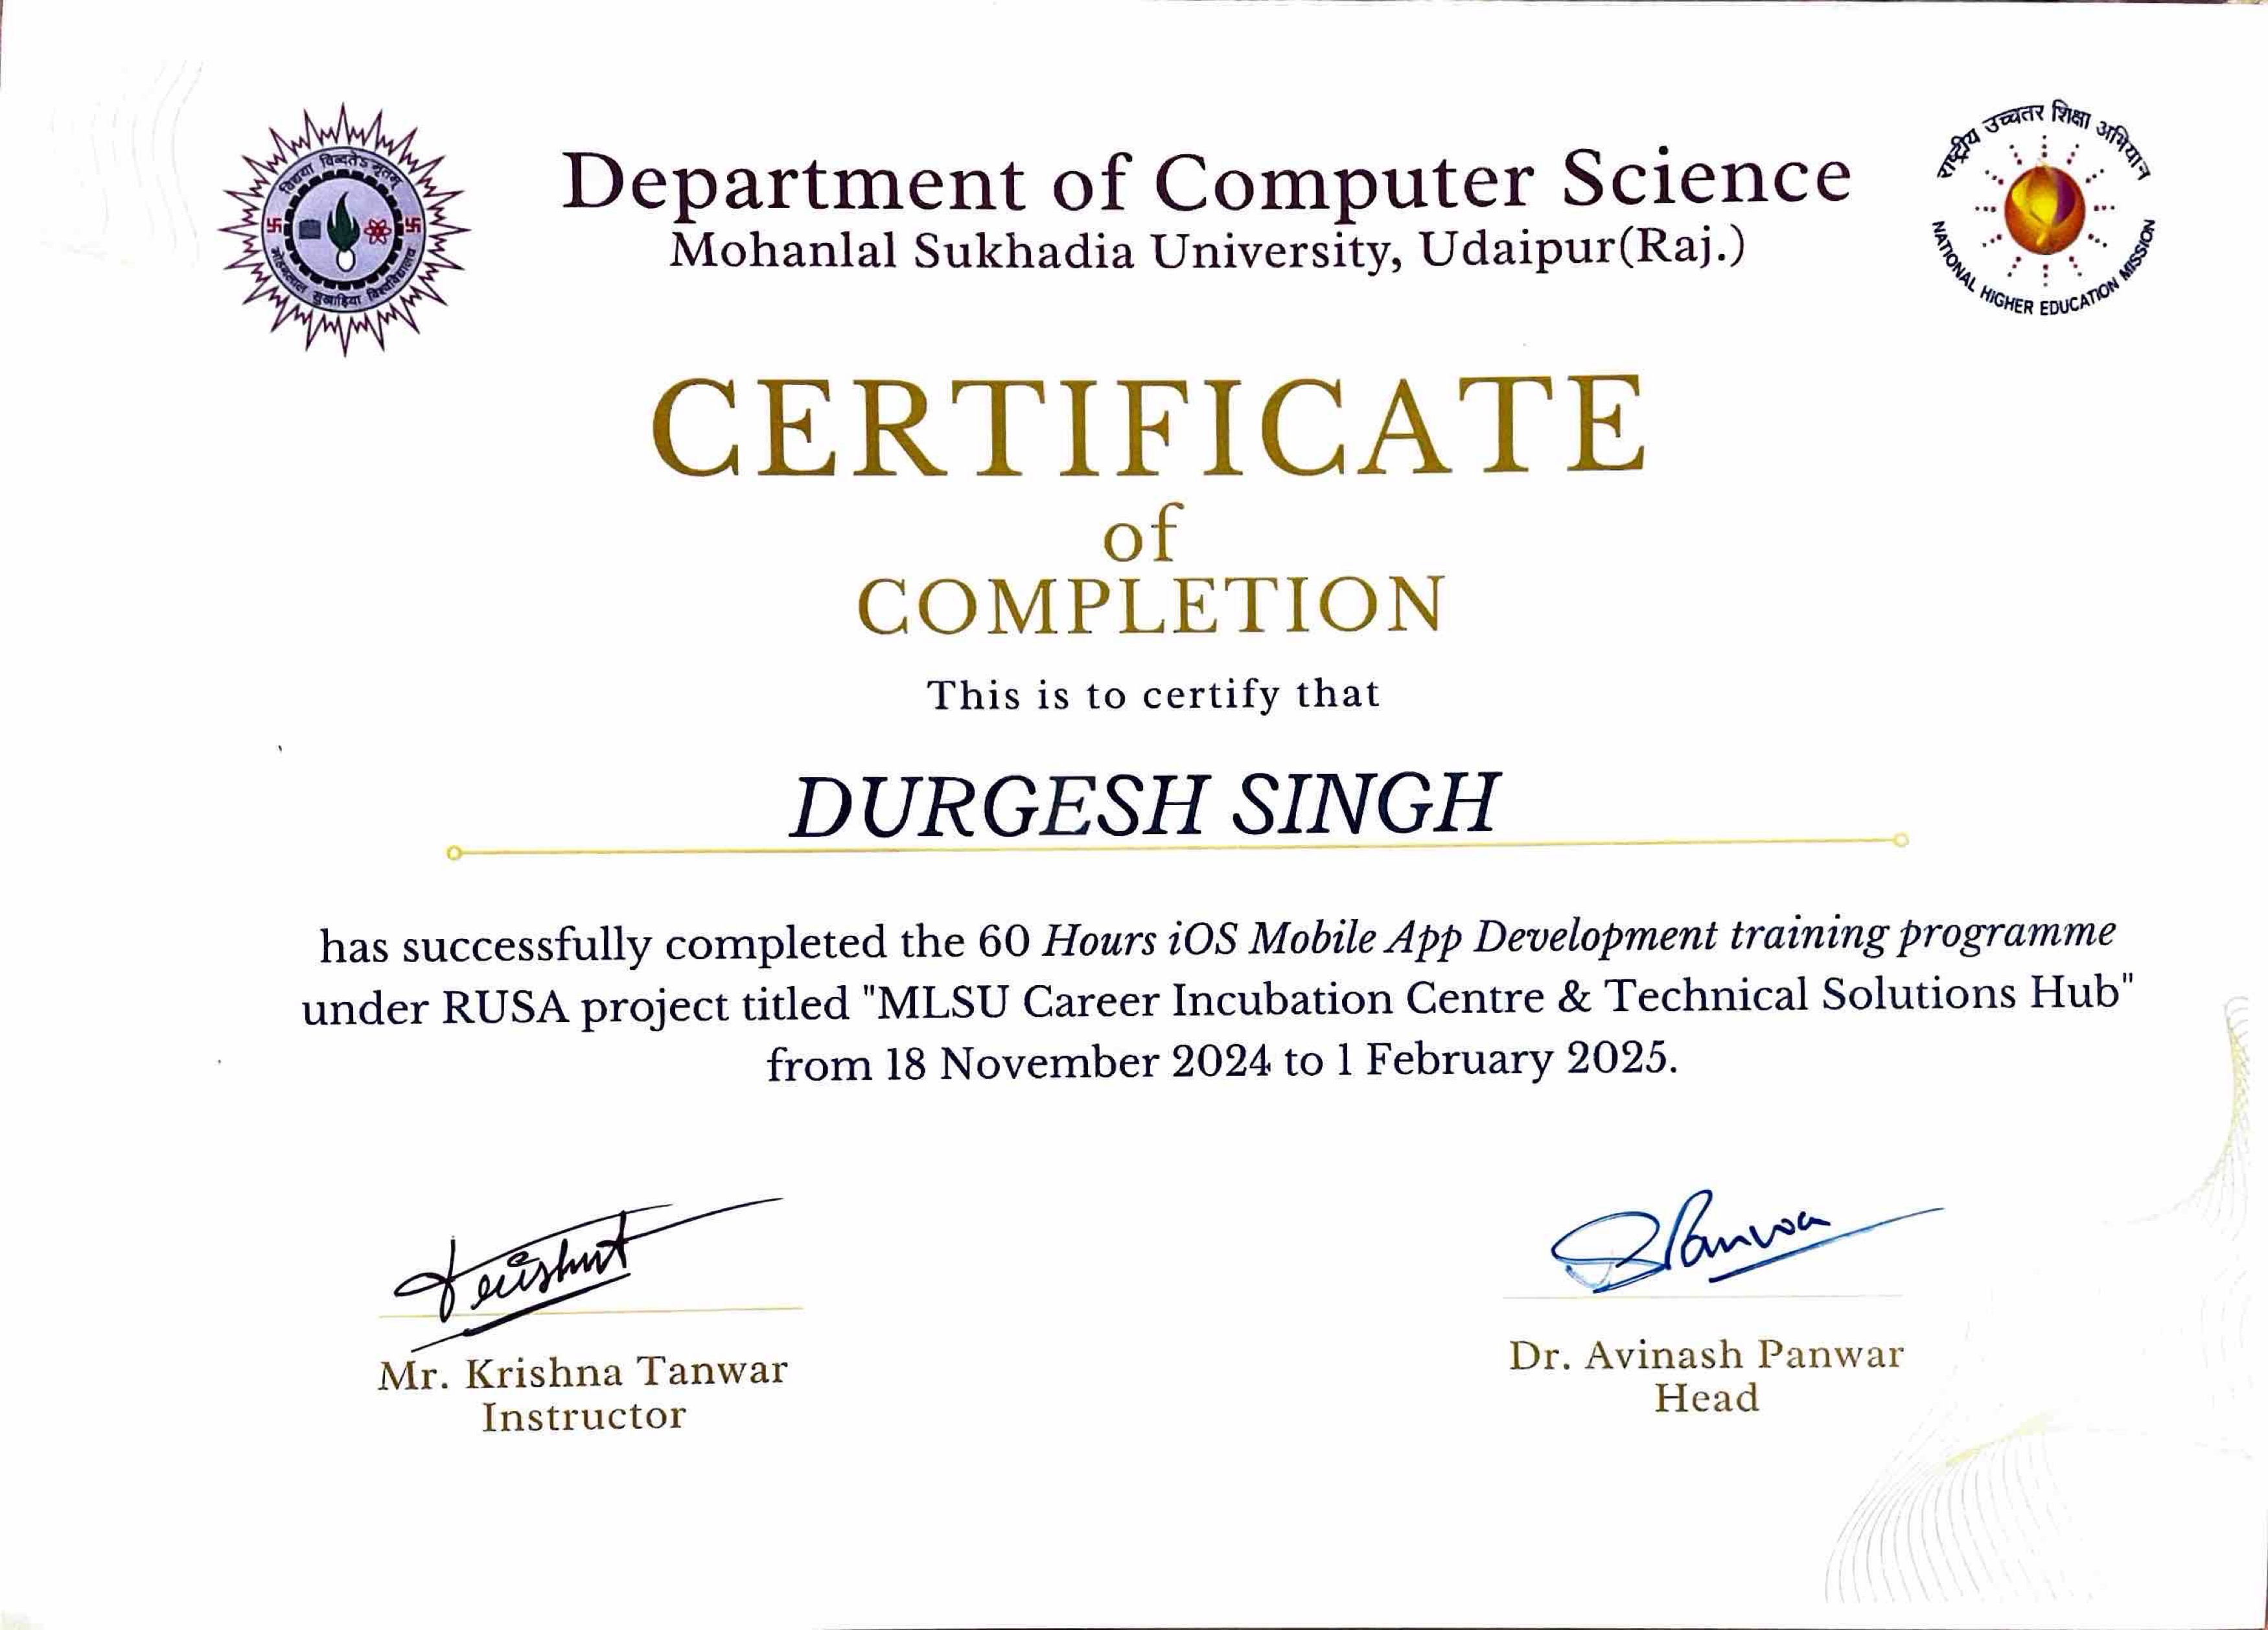 विद्यया विन्दतेऽमृतम्
मोहनलाल सुखाड़िया विश्वविद्यालय
Department of Computer Science
Mohanlal Sukhadia University, Udaipur(Raj.)
राष्ट्रीय उच्चतर शिक्षा अभियान
NATIONAL HIGHER EDUCATION MISSION
CERTIFICATE
of
COMPLETION
This is to certify that
DURGESH SINGH
has successfully completed the 60 Hours iOS Mobile App Development training programme
under RUSA project titled "MLSU Career Incubation Centre & Technical Solutions Hub"
from 18 November 2024 to 1 February 2025.
Mr. Krishna Tanwar
Instructor
Dr. Avinash Panwar
Head